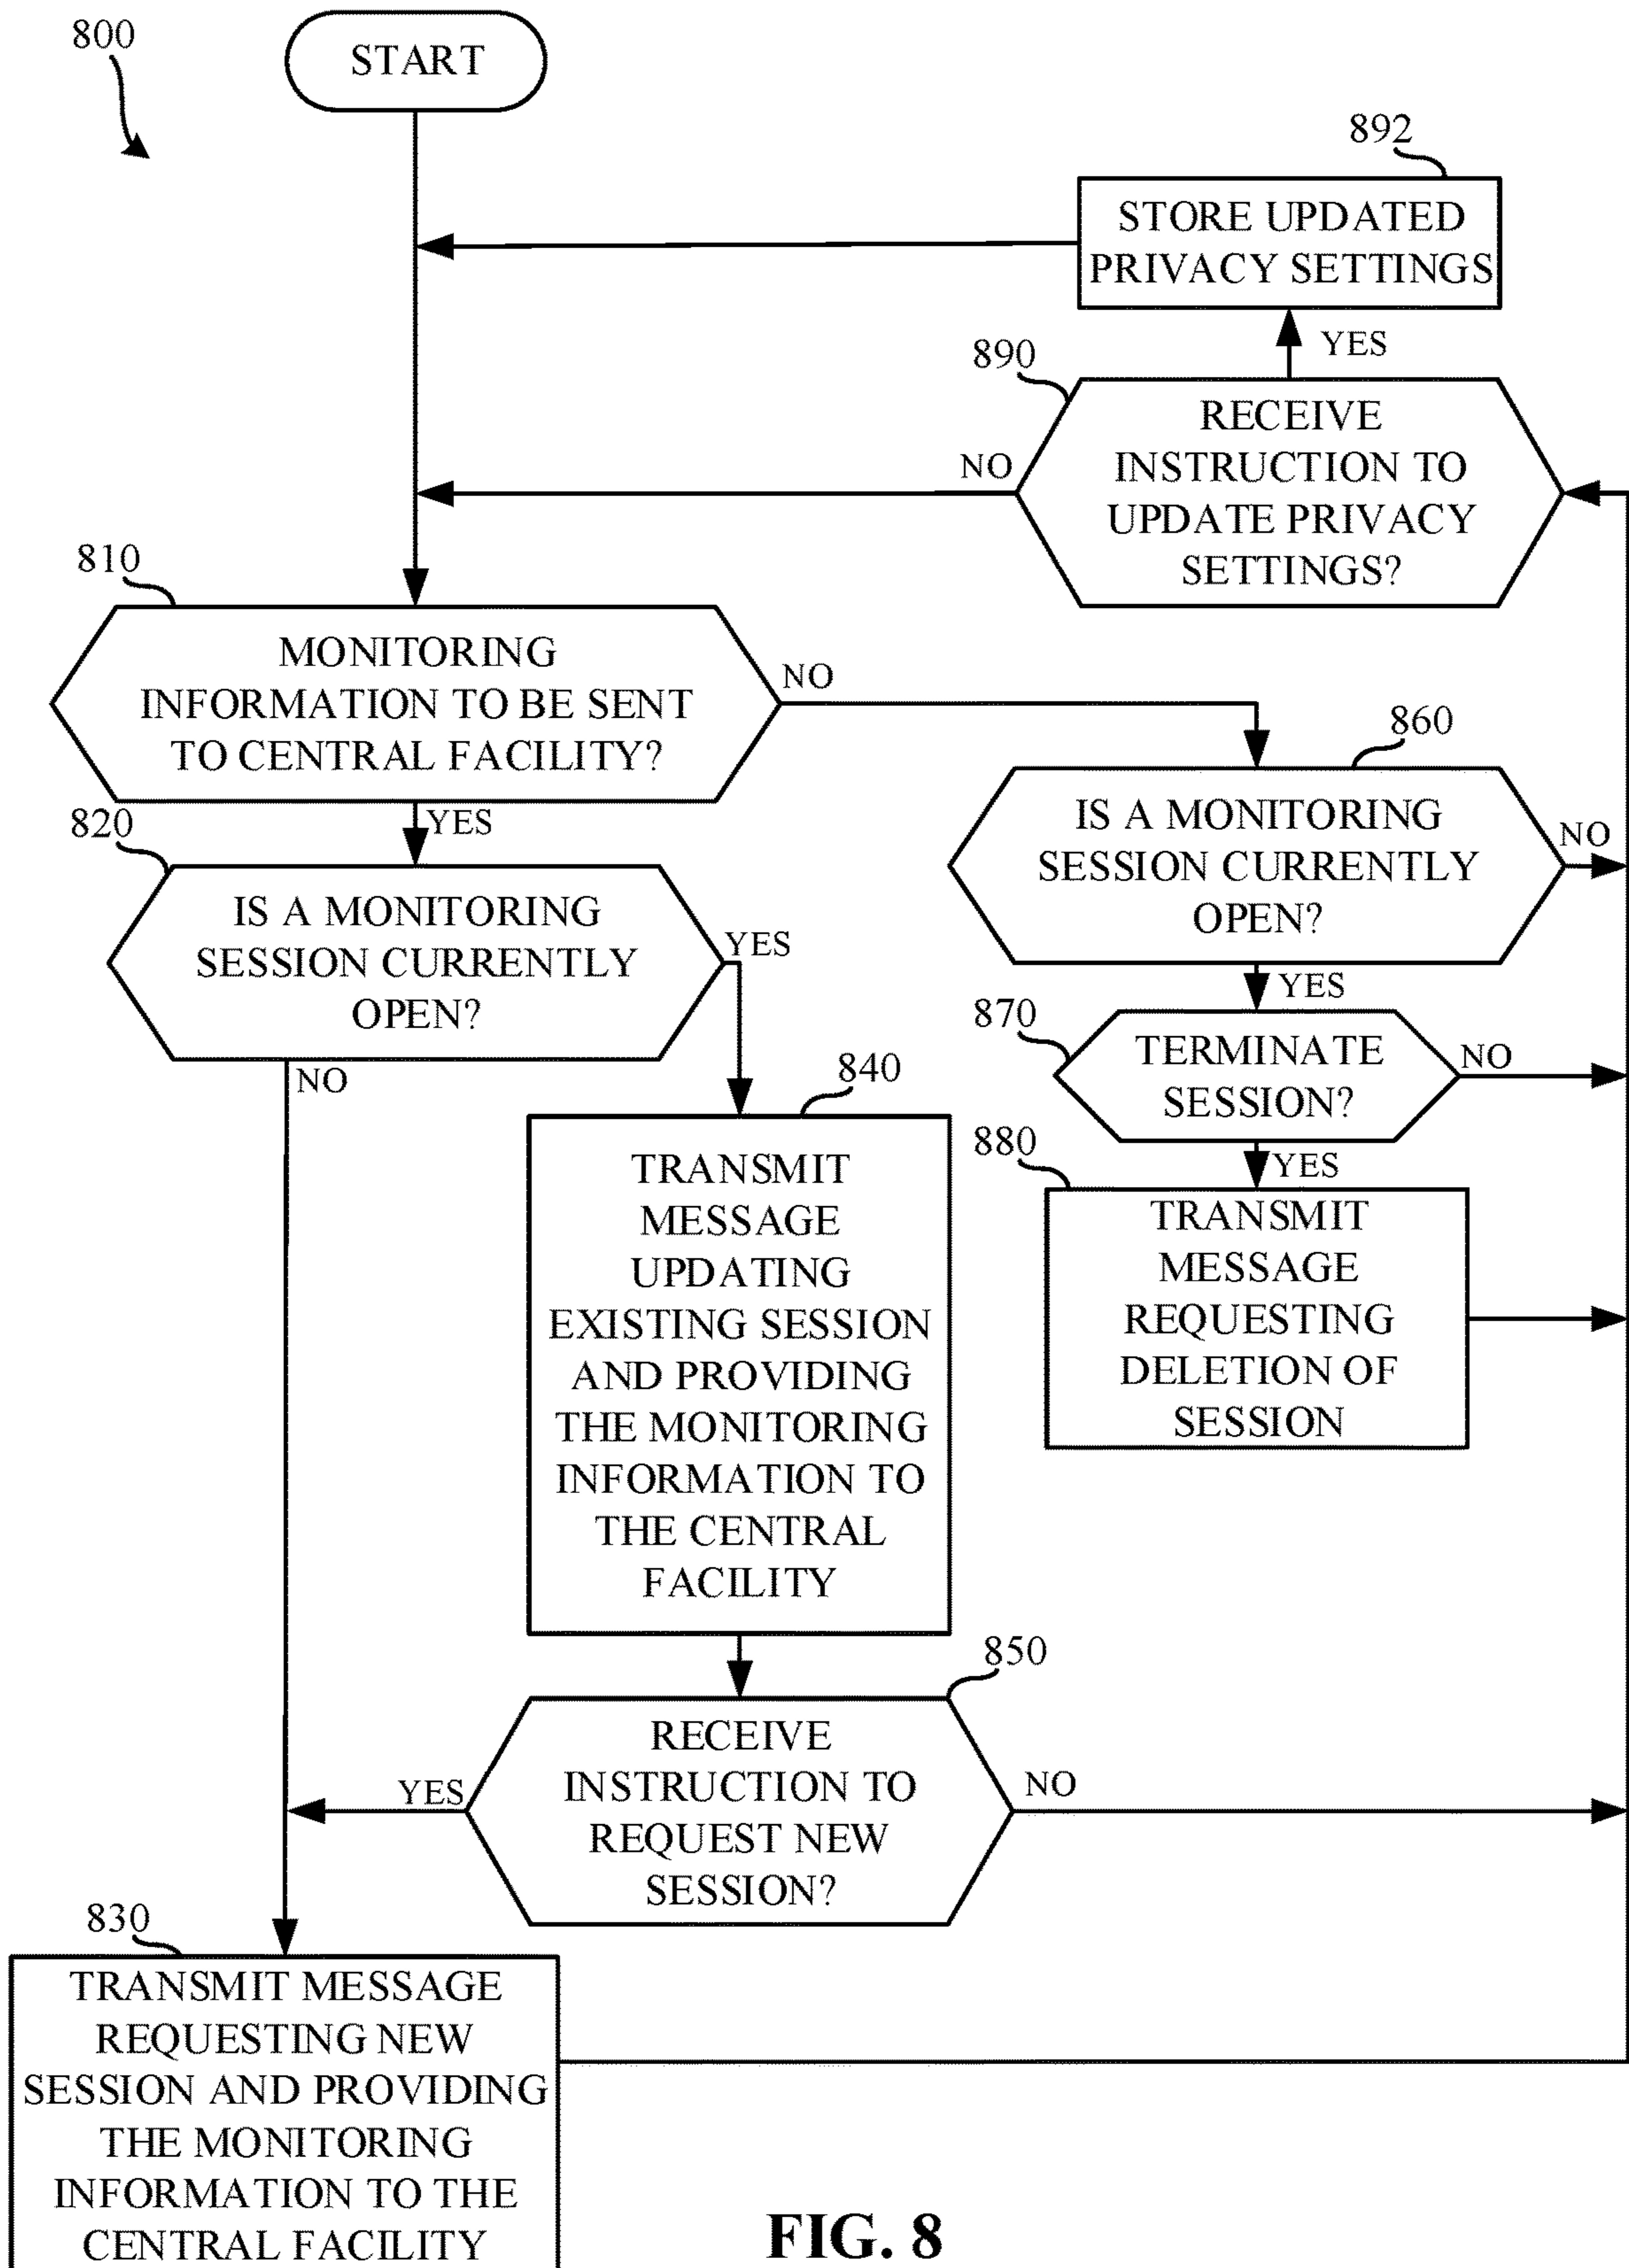 800
START
892
STORE UPDATED
PRIVACY SETTINGS
YES
890
RECEIVE
INSTRUCTION TO
UPDATE PRIVACY
SETTINGS?
NO
810
MONITORING
INFORMATION TO BE SENT
TO CENTRAL FACILITY?
NO
YES
860
IS A MONITORING
SESSION CURRENTLY
OPEN?
NO
YES
820
IS A MONITORING
SESSION CURRENTLY
OPEN?
YES
NO
870
TERMINATE
SESSION?
NO
YES
880
TRANSMIT
MESSAGE
REQUESTING
DELETION OF
SESSION
840
TRANSMIT
MESSAGE
UPDATING
EXISTING SESSION
AND PROVIDING
THE MONITORING
INFORMATION TO
THE CENTRAL
FACILITY
850
RECEIVE
INSTRUCTION TO
REQUEST NEW
SESSION?
YES
NO
830
TRANSMIT MESSAGE
REQUESTING NEW
SESSION AND PROVIDING
THE MONITORING
INFORMATION TO THE
CENTRAL FACILITY
FIG. 8